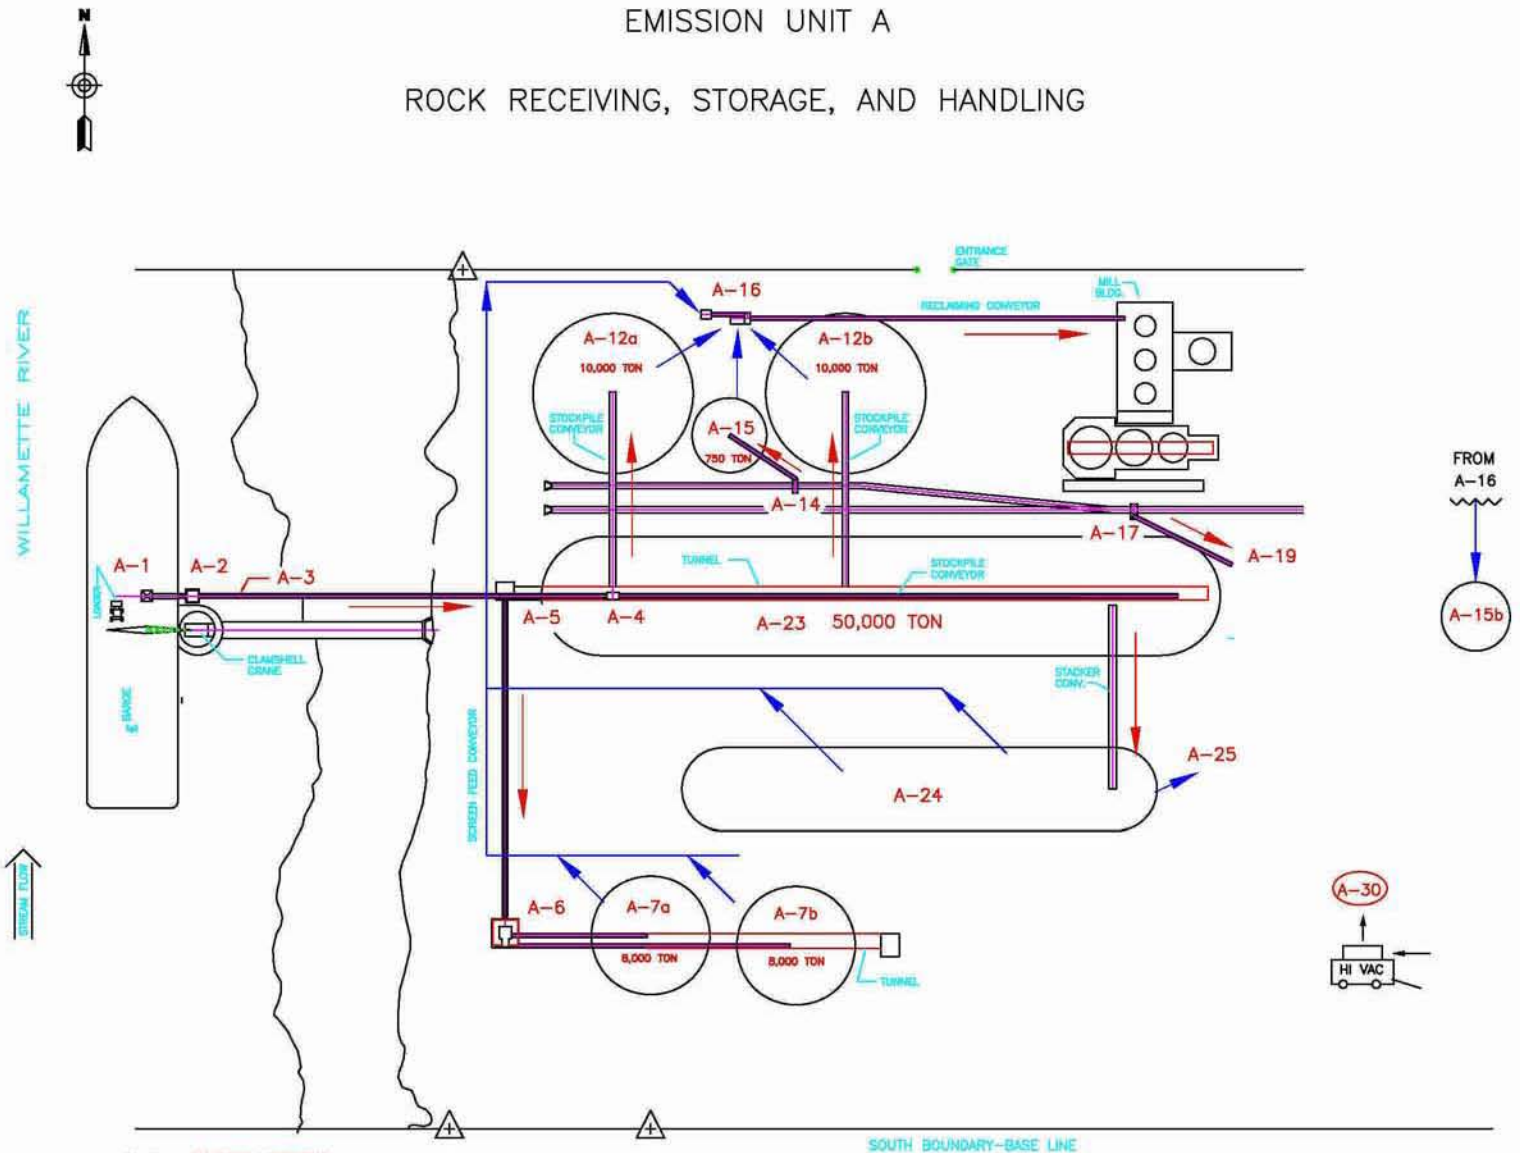 N
EMISSION UNIT A
ROCK RECEIVING, STORAGE, AND HANDLING
WILLAMETTE RIVER
ENTRANCE
GATE
A-16
RECLAIMING CONVEYOR
MILL
BLDG.
A-12a
10,000 TON
A-12b
10,000 TON
STOCKPILE
CONVEYOR
A-15
750 TON
STOCKPILE
CONVEYOR
A-14
A-17
A-19
FROM
A-16
A-15b
A-1
A-2
A-3
LOADER
TUNNEL
STOCKPILE
CONVEYOR
A-5
A-4
A-23 50,000 TON
CLAMSHELL
CRANE
BARGE
STACKER
CONV.
SCREEN FEED CONVEYOR
A-24
A-25
STREAM FLOW
A-6
A-7a
8,000 TON
A-7b
8,000 TON
TUNNEL
A-30
HI VAC
SOUTH BOUNDARY-BASE LINE